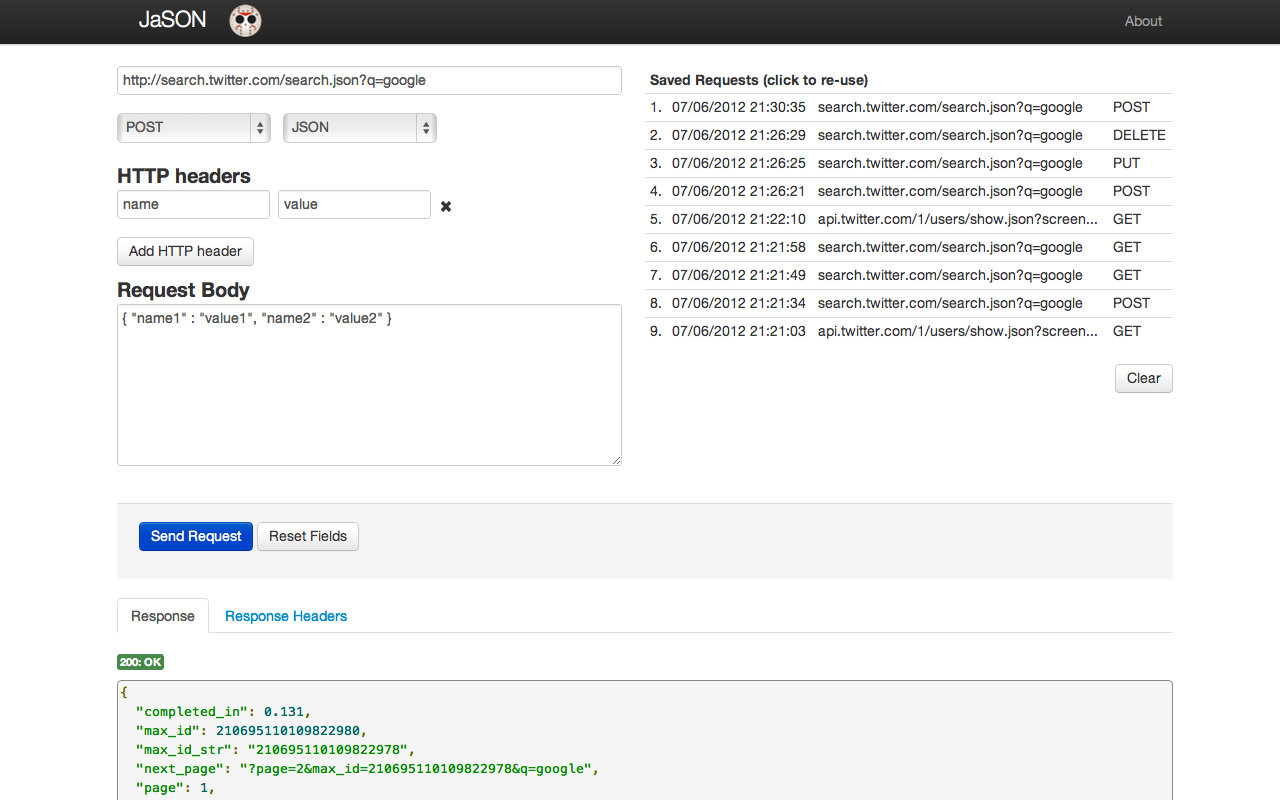 JaSON
About
http://search.twitter.com/search.json?q=google
POST JSON
HTTP headers
name value ✖
Add HTTP header
Request Body
{ "name1" : "value1", "name2" : "value2" }
Saved Requests (click to re-use)
1. 07/06/2012 21:30:35 search.twitter.com/search.json?q=google POST
2. 07/06/2012 21:26:29 search.twitter.com/search.json?q=google DELETE
3. 07/06/2012 21:26:25 search.twitter.com/search.json?q=google PUT
4. 07/06/2012 21:26:21 search.twitter.com/search.json?q=google POST
5. 07/06/2012 21:22:10 api.twitter.com/1/users/show.json?screen... GET
6. 07/06/2012 21:21:58 search.twitter.com/search.json?q=google GET
7. 07/06/2012 21:21:49 search.twitter.com/search.json?q=google GET
8. 07/06/2012 21:21:34 search.twitter.com/search.json?q=google POST
9. 07/06/2012 21:21:03 api.twitter.com/1/users/show.json?screen... GET
Clear
Send Request Reset Fields
Response Response Headers
200: OK
{
"completed_in": 0.131,
"max_id": 210695110109822980,
"max_id_str": "210695110109822978",
"next_page": "?page=2&max_id=210695110109822978&q=google",
"page": 1,